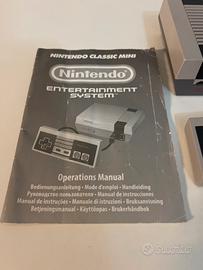 NINTENDO CLASSIC MINI
Nintendo
ENTERTAINMENT
SYSTEM
Operations Manual
Bedienungsanleitung - Mode d'emploi - Handleiding
Руководство пользователя - Manual de instrucciones
Manual de instruções - Manuale di istruzioni - Bruksanvisning
Betjeningsmanual - Käyttöopas - Brukerhåndbok
subito